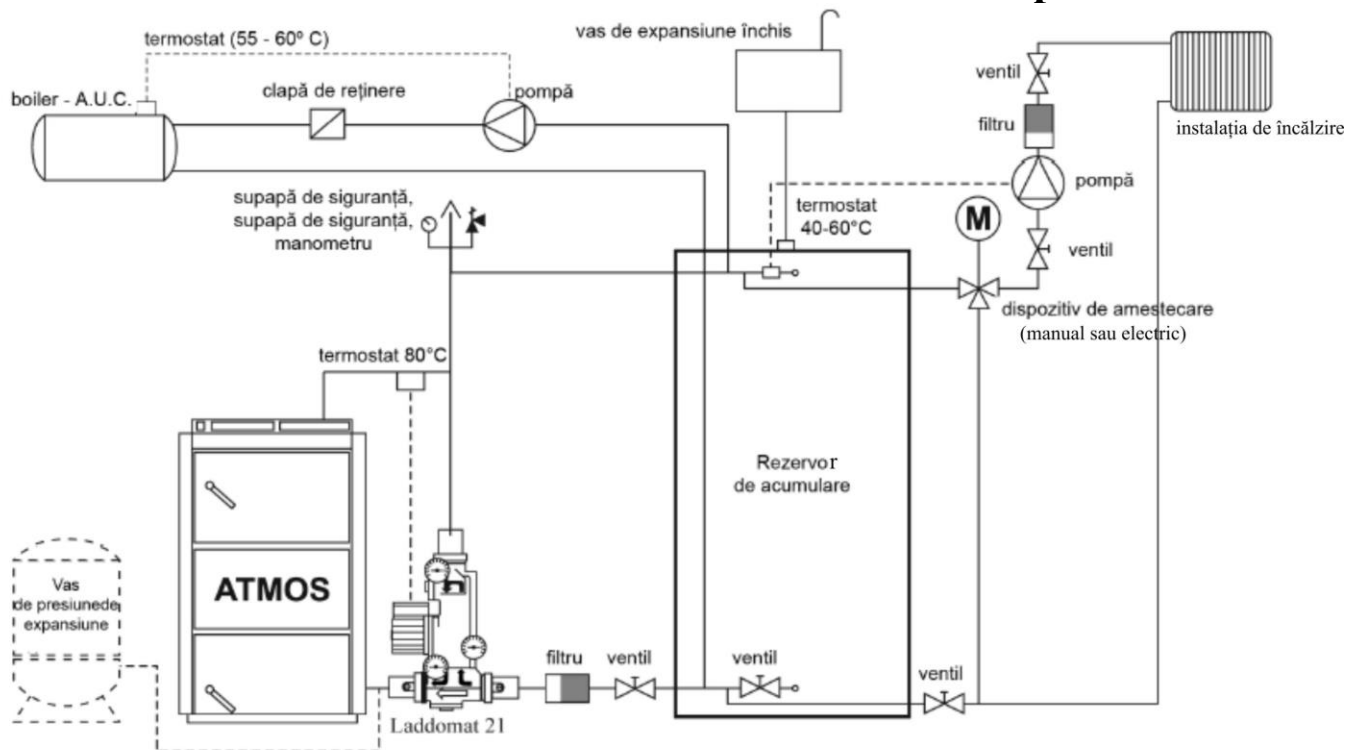 termostat (55 - 60º C)
vas de expansiune închis
ventil
boiler - A.U.C.
clapă de reținere
pompă
filtru
instalația de încălzire
supapă de siguranță,
supapă de siguranță,
manometru
termostat
40-60°C
pompă
M
ventil
dispozitiv de amestecare
(manual sau electric)
termostat 80°C
Rezervor
de acumulare
ATMOS
Vas
de presiunede
expansiune
filtru
ventil
ventil
ventil
Laddomat 21